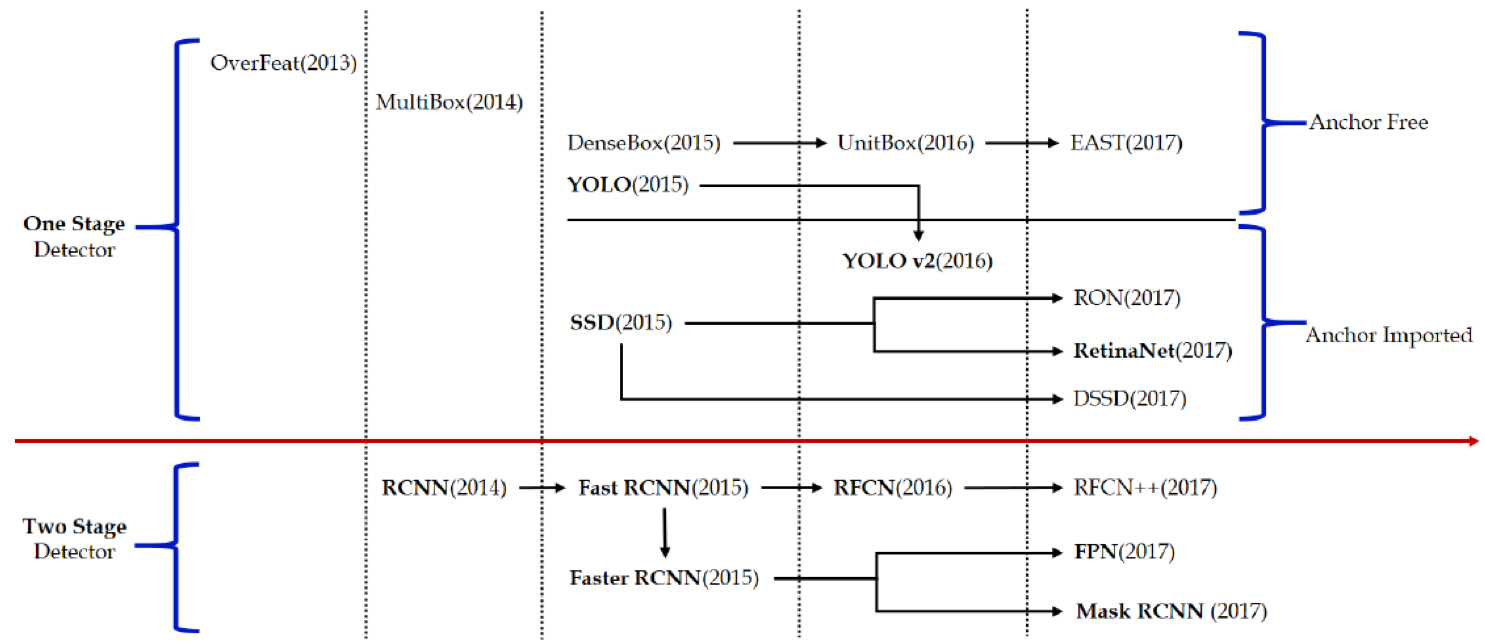 OverFeat(2013)
MultiBox(2014)
DenseBox(2015)
UnitBox(2016)
EAST(2017)
Anchor Free
YOLO(2015)
One Stage
Detector
YOLO v2(2016)
RON(2017)
SSD(2015)
Anchor Imported
RetinaNet(2017)
DSSD(2017)
RCNN(2014)
Fast RCNN(2015)
RFCN(2016)
RFCN++(2017)
Two Stage
Detector
FPN(2017)
Faster RCNN(2015)
Mask RCNN (2017)